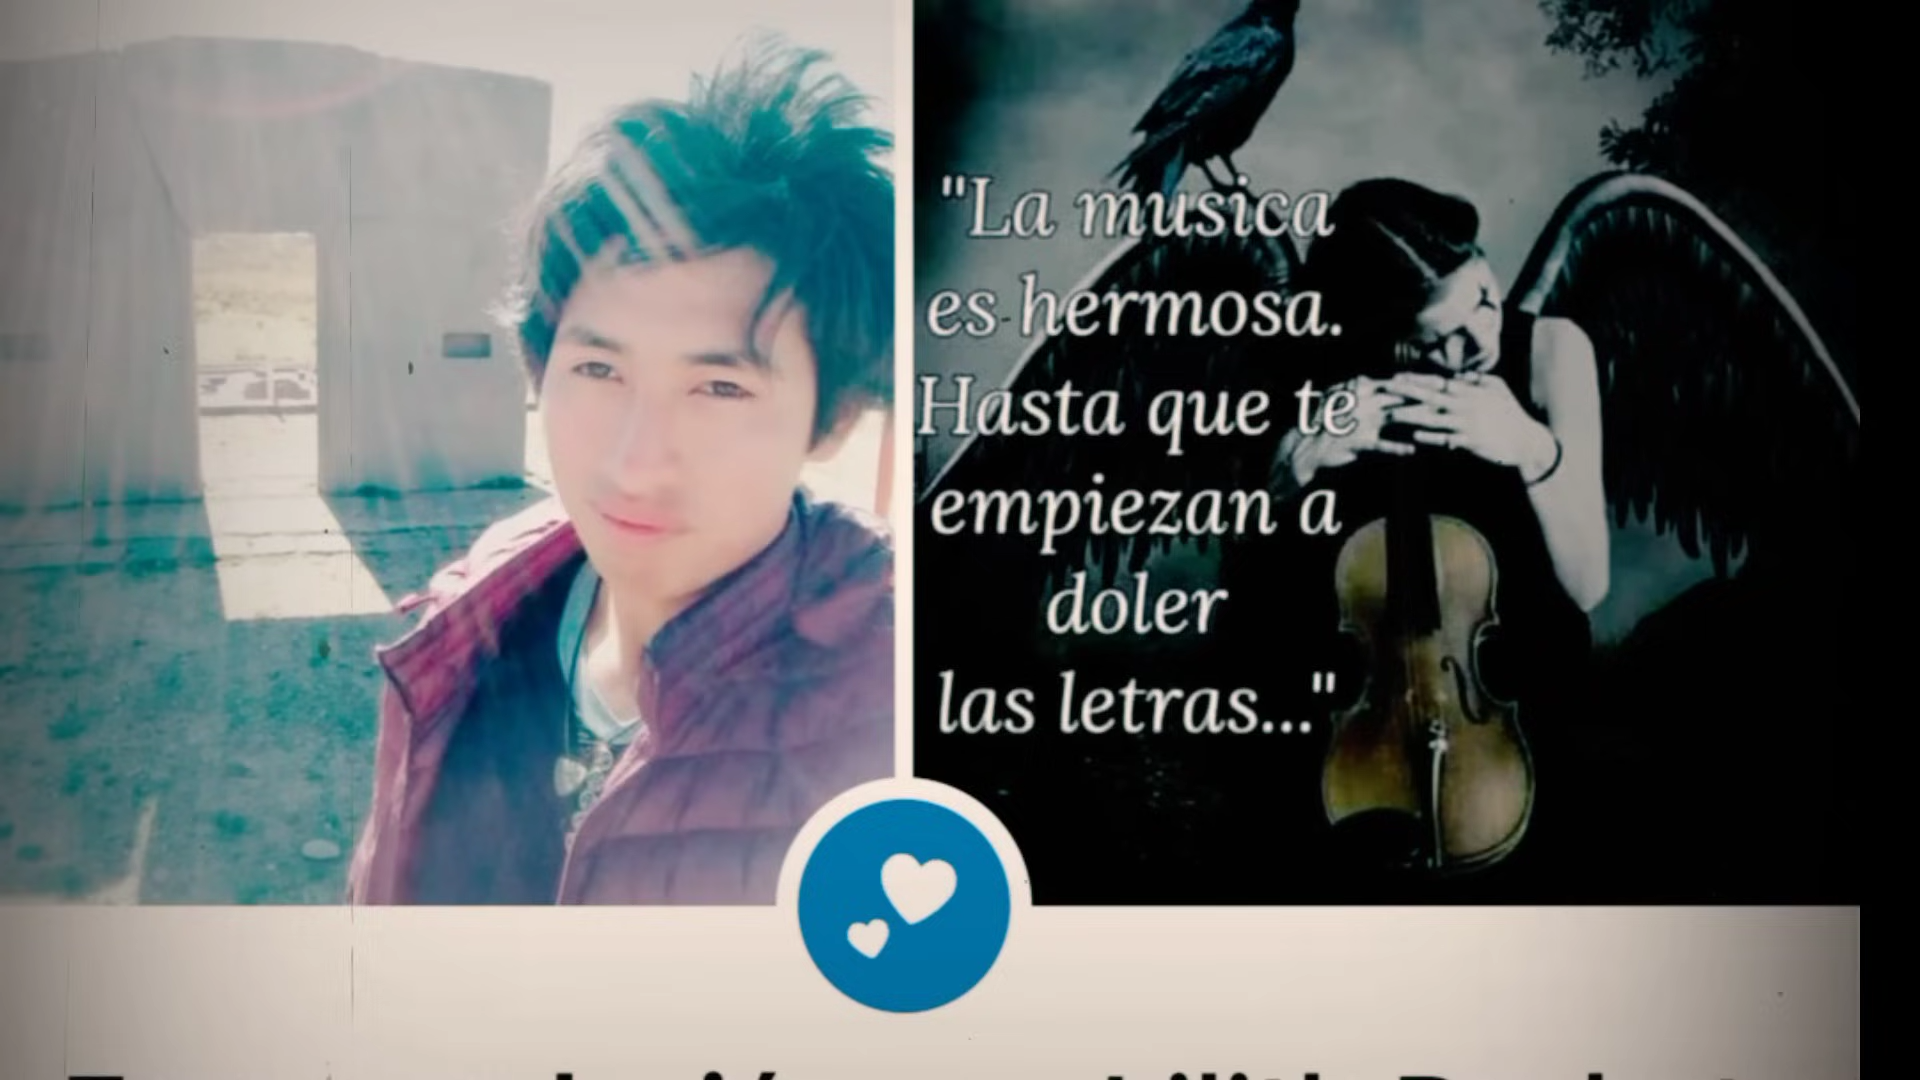 "La musica
es hermosa.
Hasta que te
empiezan a
doler
las letras..."